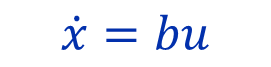 ẋ = bu